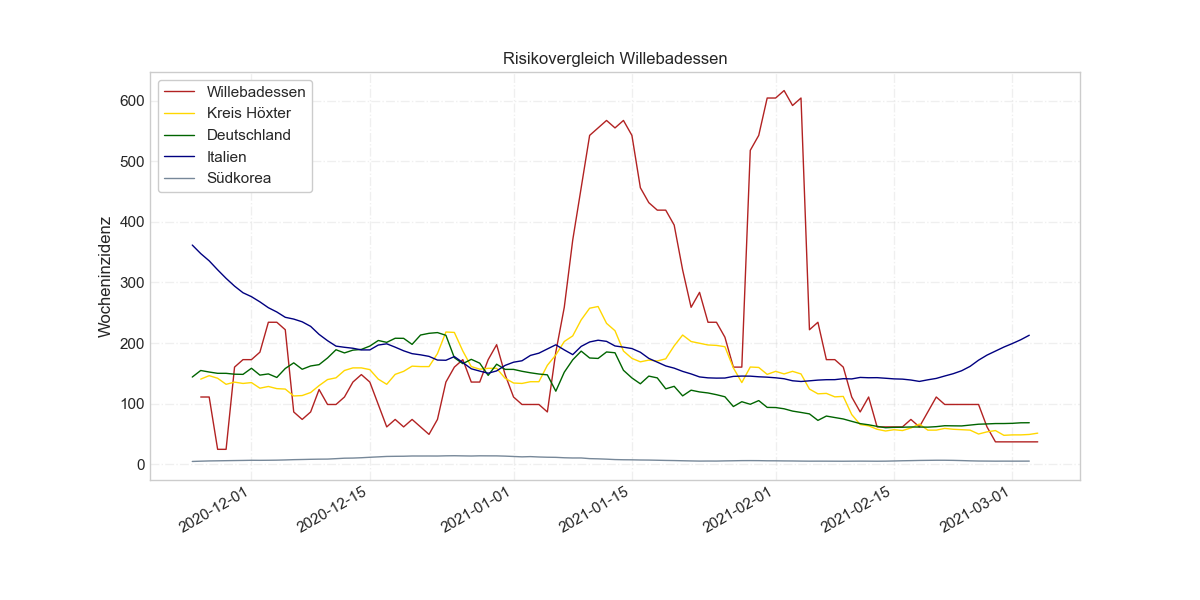 Risikovergleich Willebadessen
Willebadessen
Kreis Höxter
Deutschland
Italien
Südkorea
Wocheninzidenz
600
500
400
300
200
100
0
2020-12-01
2020-12-15
2021-01-01
2021-01-15
2021-02-01
2021-02-15
2021-03-01